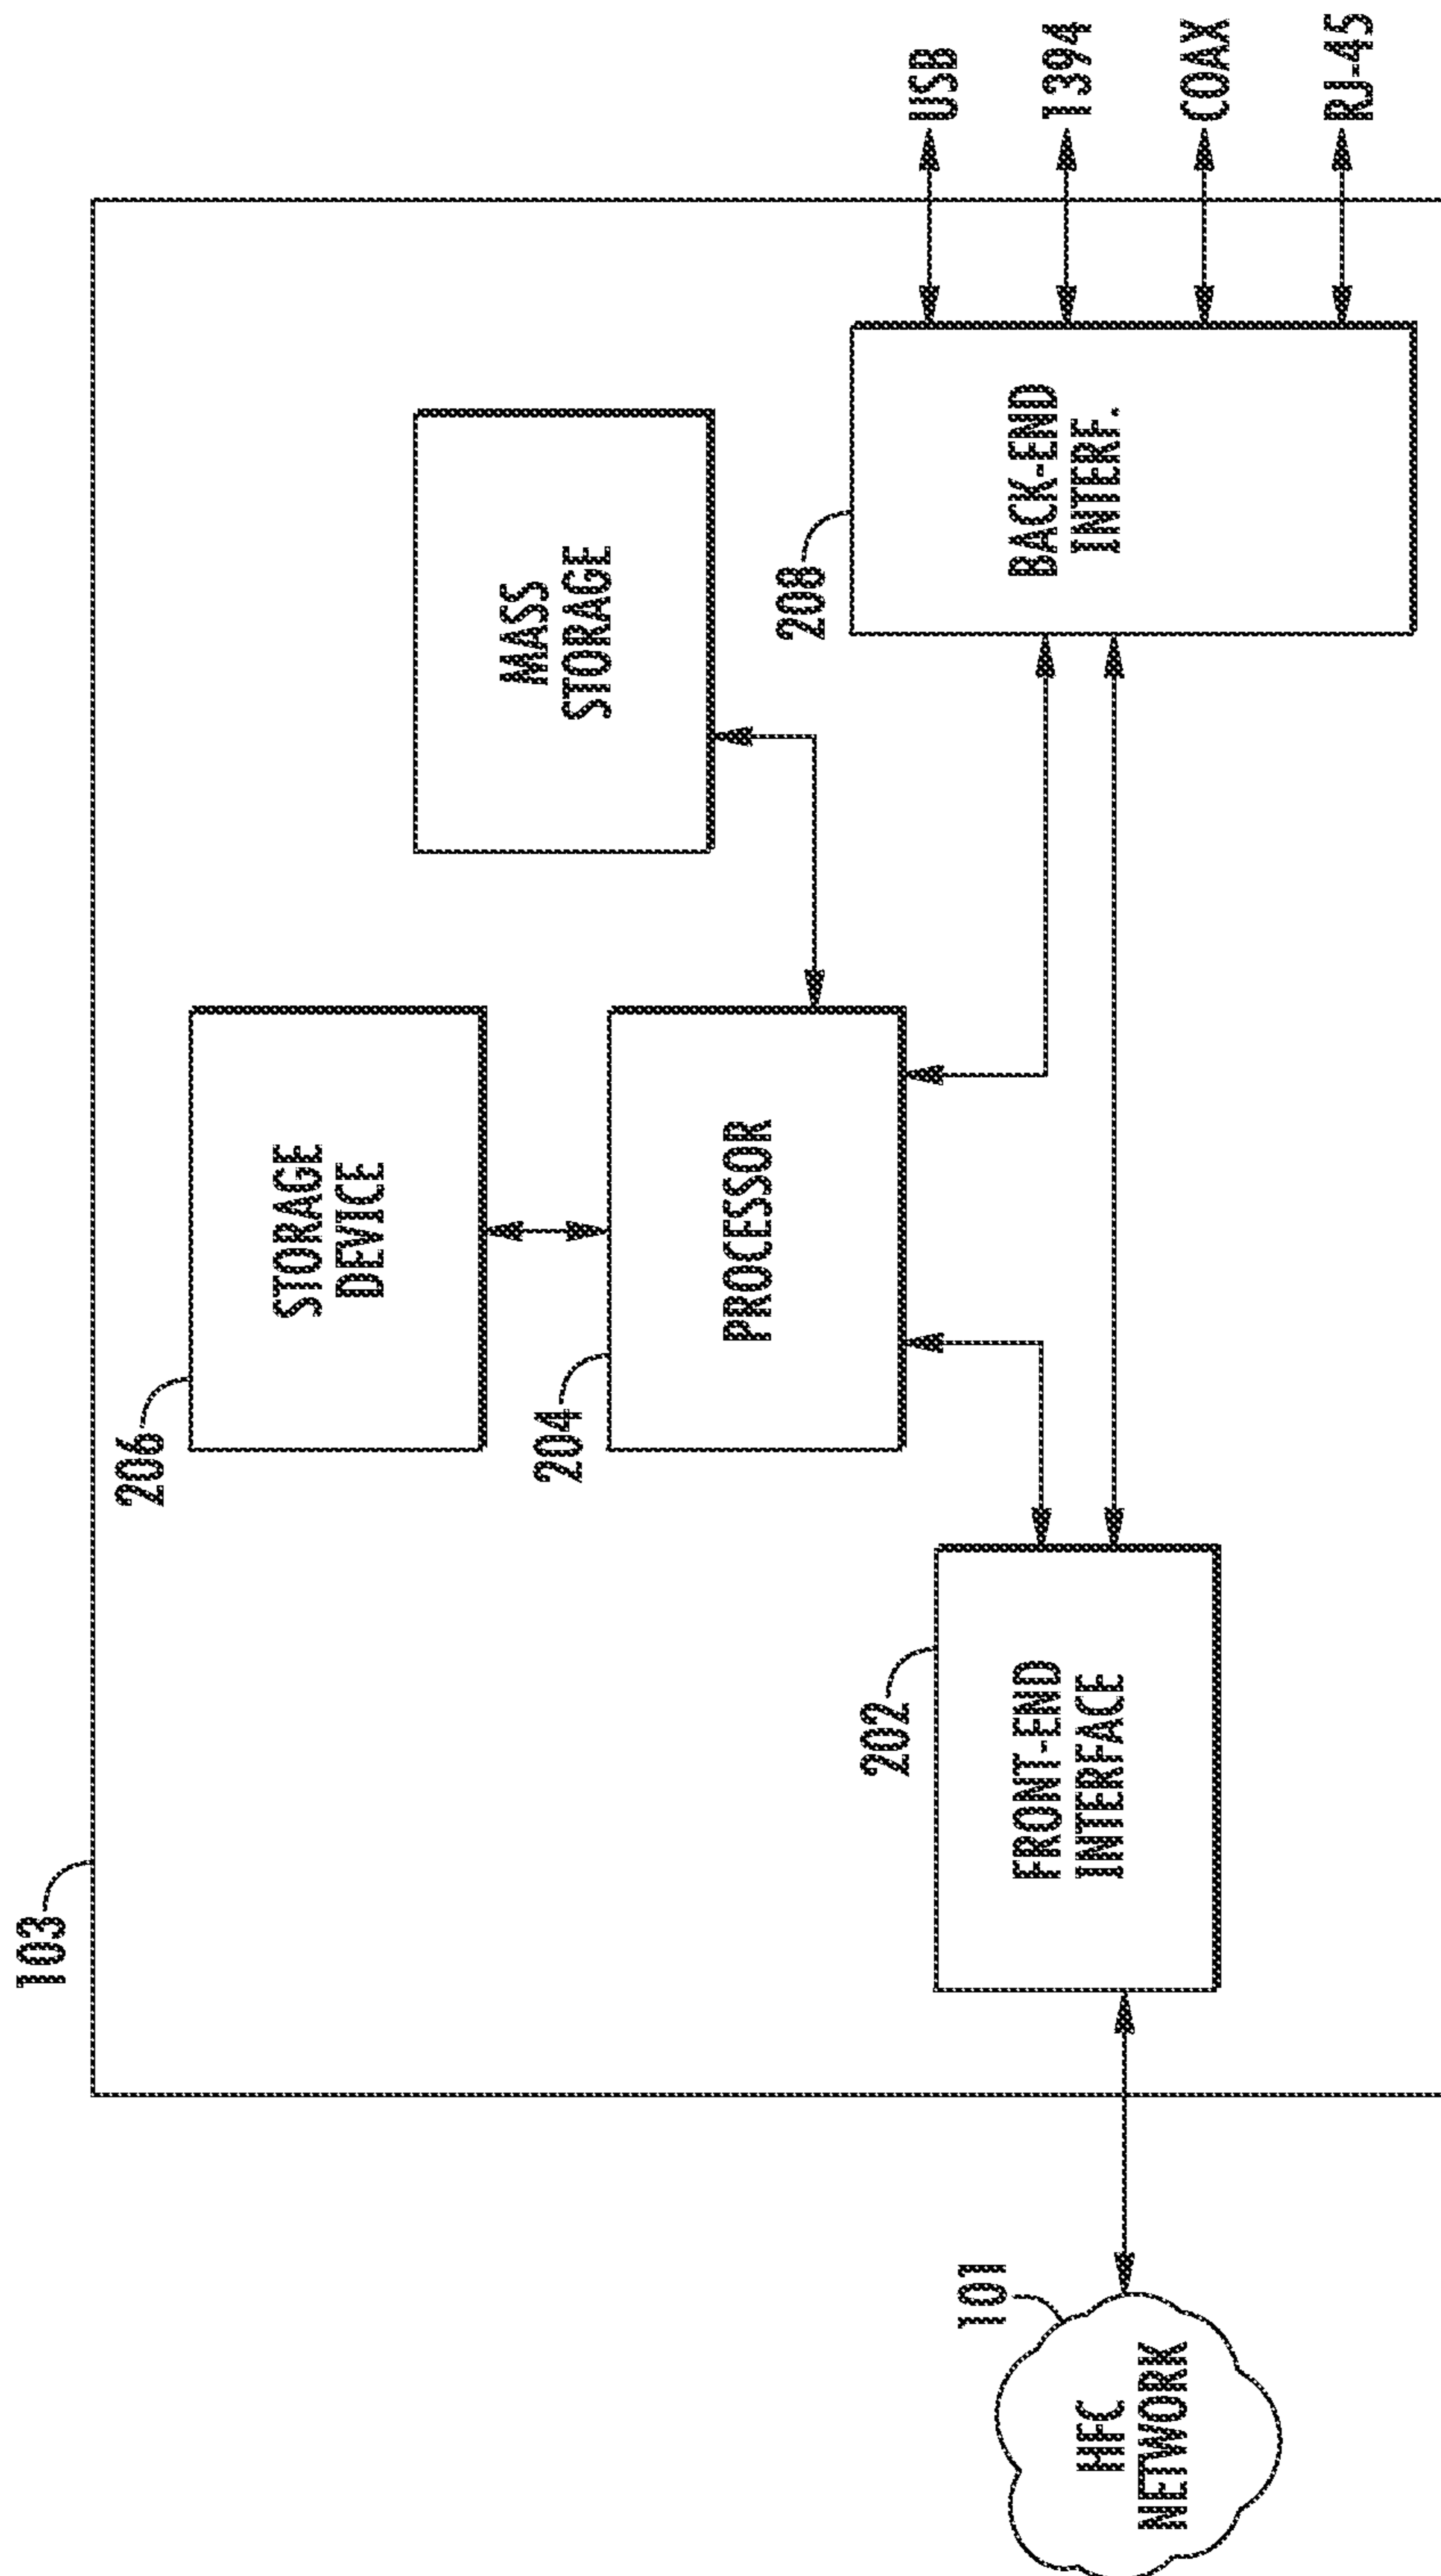 103
206
STORAGE
DEVICE
MASS
STORAGE
204
PROCESSOR
208
BACK-END
INTERF.
USB
1394
COAX
RJ-45
202
FRONT-END
INTERFACE
101
HFC
NETWORK